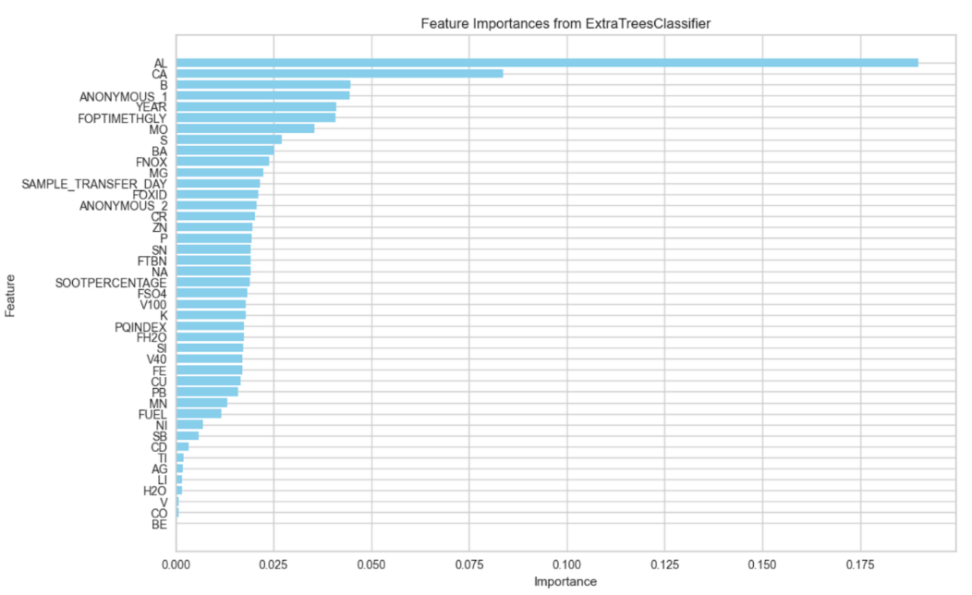 Feature Importances from ExtraTreesClassifier
AL
CA
B
ANONYMOUS_1
YEAR
FOPTIMETHGLY
MO
S
BA
FNOX
MG
SAMPLE_TRANSFER_DAY
FOXID
ANONYMOUS_2
CR
ZN
P
SN
FTBN
NA
SOOTPERCENTAGE
FSO4
V100
K
PQINDEX
FH2O
SI
V40
FE
CU
PB
MN
FUEL
NI
SB
CD
TI
AG
LI
H2O
V
CO
BE
Feature
0.000 0.025 0.050 0.075 0.100 0.125 0.150 0.175
Importance